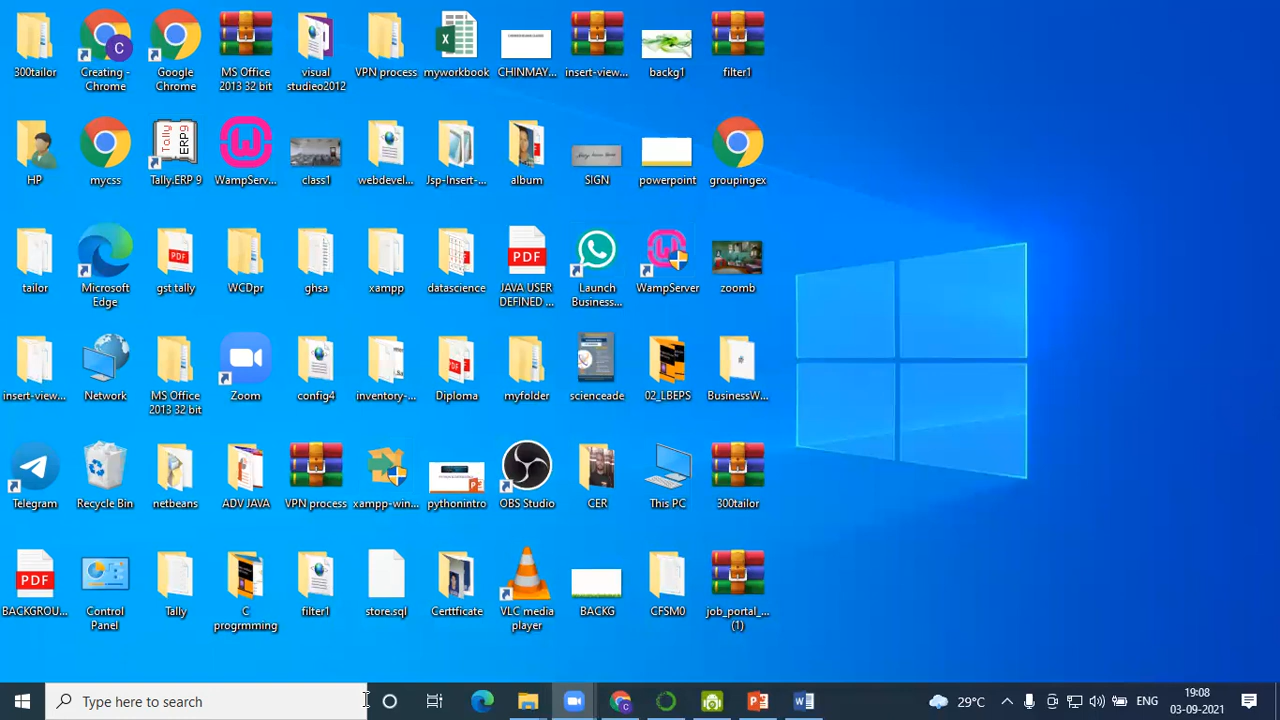 300tailor
Creating -
Chrome
Google
Chrome
MS Office
2013 32 bit
visual
studieo2012
VPN process
myworkbook
CHINMAY...
insert-view...
backg1
filter1
HP
mycss
Tally.ERP 9
WampServ...
class1
webdevel...
Jsp-Insert-...
album
SIGN
powerpoint
groupingex
tailor
Microsoft
Edge
gst tally
WCDpr
ghsa
xampp
datascience
JAVA USER
DEFINED ...
Launch
Business...
WampServer
zoomb
insert-view...
Network
MS Office
2013 32 bit
Zoom
config4
inventory-...
Diploma
myfolder
scienceade
02_LBEPS
BusinessW...
Telegram
Recycle Bin
netbeans
ADV JAVA
VPN process
xampp-win...
pythonintro
OBS Studio
CER
This PC
300tailor
BACKGROU...
Control
Panel
Tally
C
progrmming
filter1
store.sql
Certtficate
VLC media
player
BACKG
CFSM0
job_portal_...
(1)
Type here to search
29°C
ENG
19:08
03-09-2021